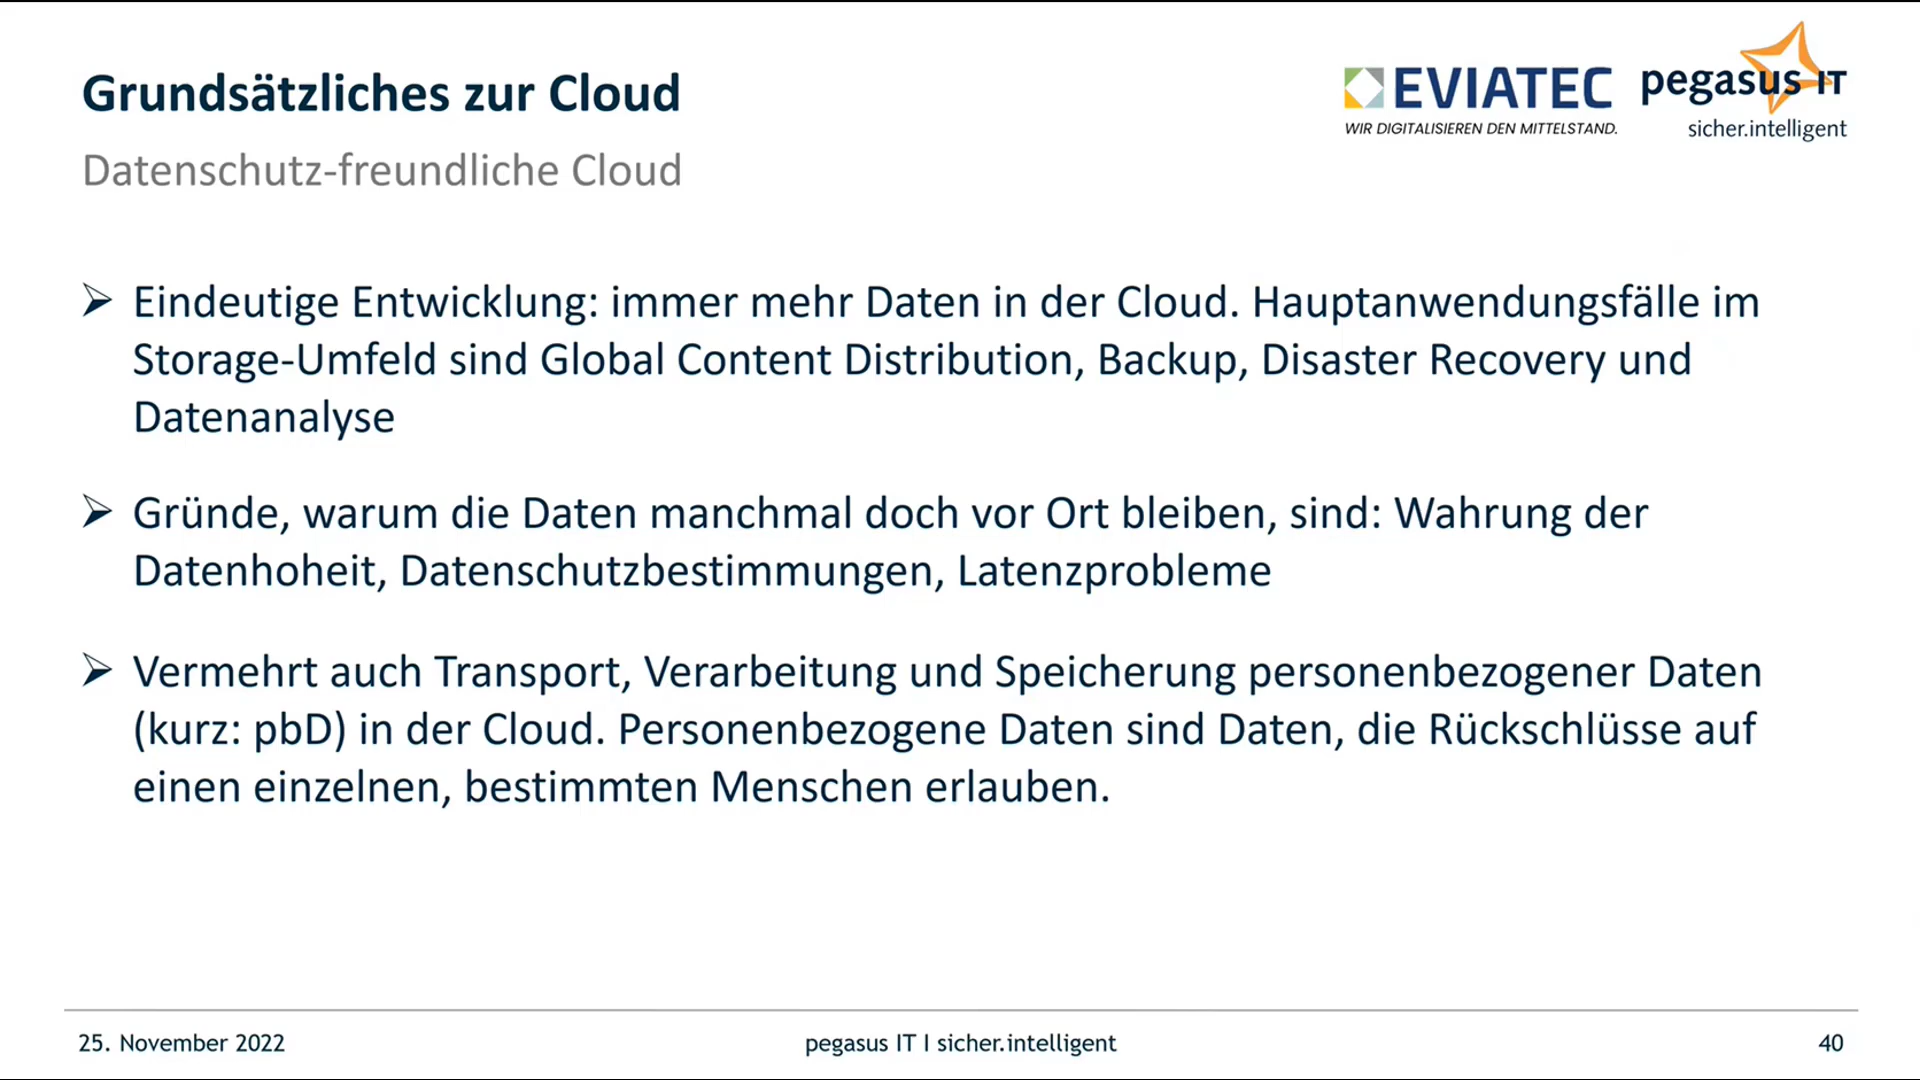 Grundsätzliches zur Cloud
Datenschutz-freundliche Cloud
EVIATEC
WIR DIGITALISIEREN DEN MITTELSTAND.
pegasus IT
sicher.intelligent
Eindeutige Entwicklung: immer mehr Daten in der Cloud. Hauptanwendungsfälle im
Storage-Umfeld sind Global Content Distribution, Backup, Disaster Recovery und
Datenanalyse
Gründe, warum die Daten manchmal doch vor Ort bleiben, sind: Wahrung der
Datenhoheit, Datenschutzbestimmungen, Latenzprobleme
Vermehrt auch Transport, Verarbeitung und Speicherung personenbezogener Daten
(kurz: pbD) in der Cloud. Personenbezogene Daten sind Daten, die Rückschlüsse auf
einen einzelnen, bestimmten Menschen erlauben.
25. November 2022
pegasus IT I sicher.intelligent
40